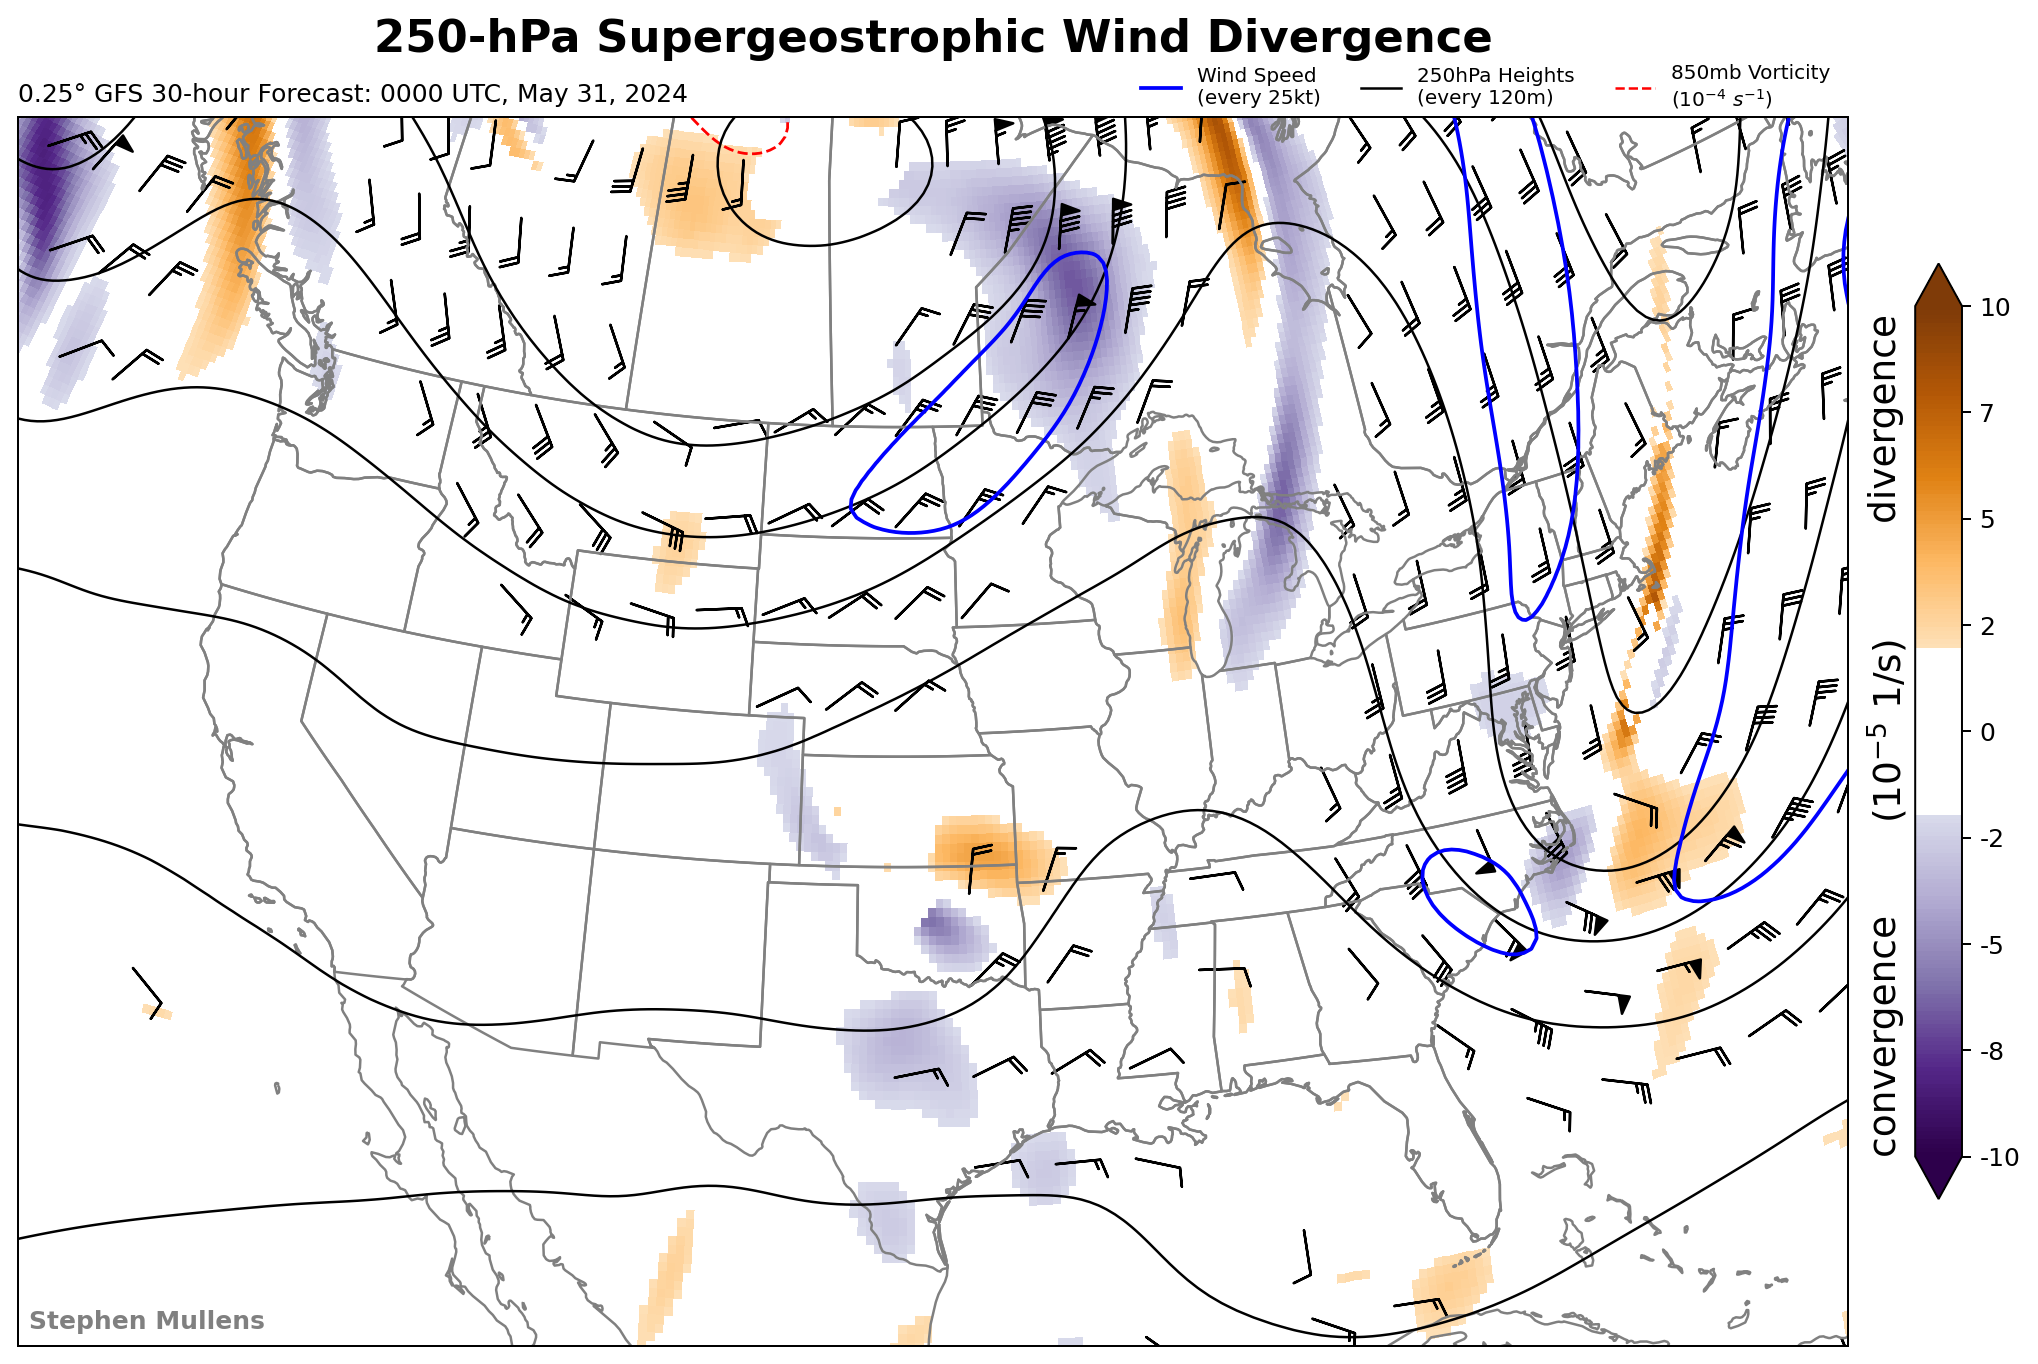 250-hPa Supergeostrophic Wind Divergence
0.25° GFS 30-hour Forecast: 0000 UTC, May 31, 2024
Wind Speed
(every 25kt)
250hPa Heights
(every 120m)
850mb Vorticity
(10⁻⁴ s⁻¹)
10
7
5
2
0
-2
-5
-8
-10
convergence (10⁻⁵ 1/s) divergence
Stephen Mullens